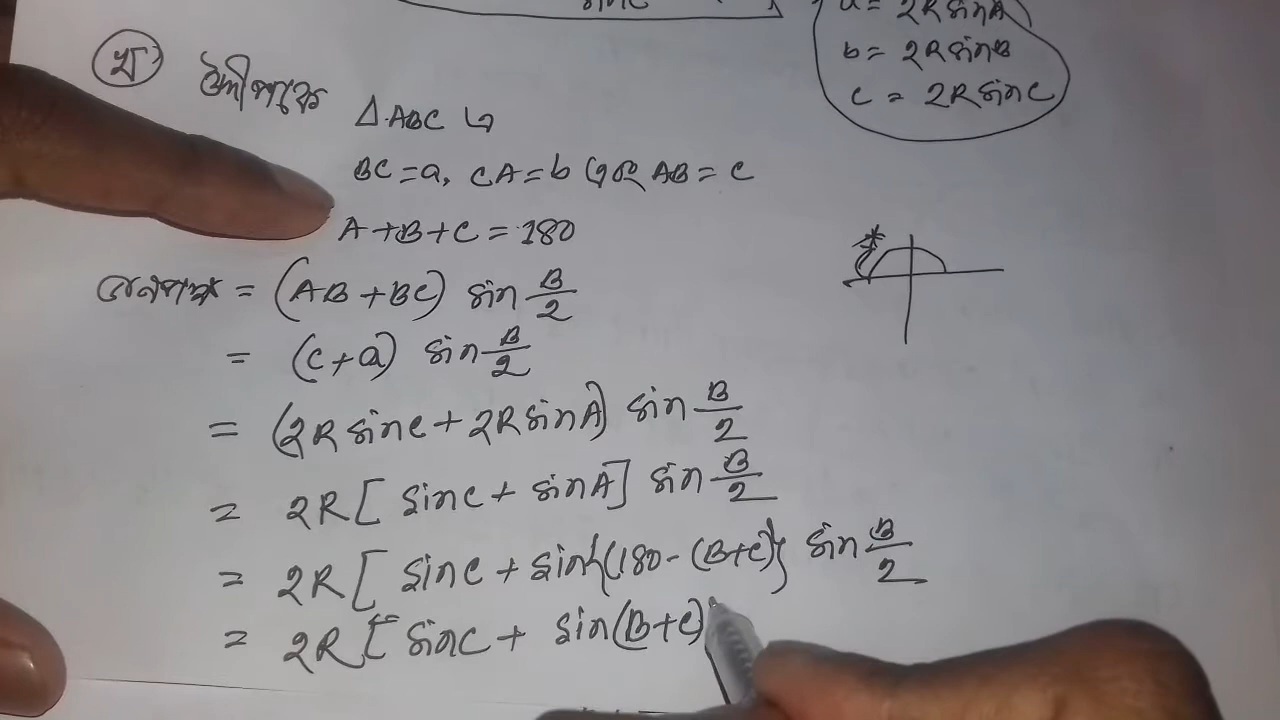 sinC
a = 2R sinA
b = 2R sinB
c = 2R sinC
খ উদ্দীপকে
Δ ABC এ
BC = a, CA = b এবং AB = c
A + B + C = 180
বামপক্ষ = (AB + BC) sin B/2
= (c + a) sin B/2
= (2R sinC + 2R sinA) sin B/2
= 2R [ sinC + sinA] sin B/2
= 2R [ sinC + sin{(180 - (B+C)} sin B/2
= 2R [ sinC + sin(B+C)